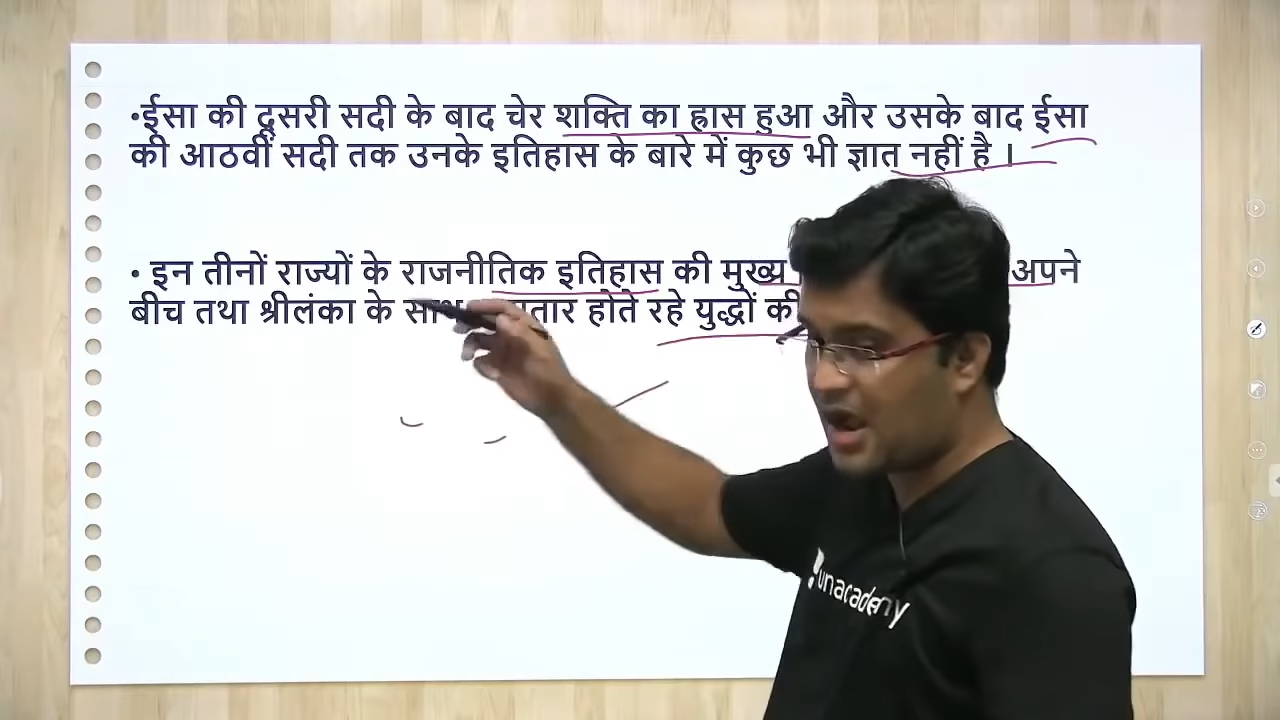 •ईसा की दूसरी सदी के बाद चेर शक्ति का ह्रास हुआ और उसके बाद ईसा
की आठवीं सदी तक उनके इतिहास के बारे में कुछ भी ज्ञात नहीं है ।
• इन तीनों राज्यों के राजनीतिक इतिहास की मुख्य अपने
बीच तथा श्रीलंका के होते रहे युद्धों की
unacademy